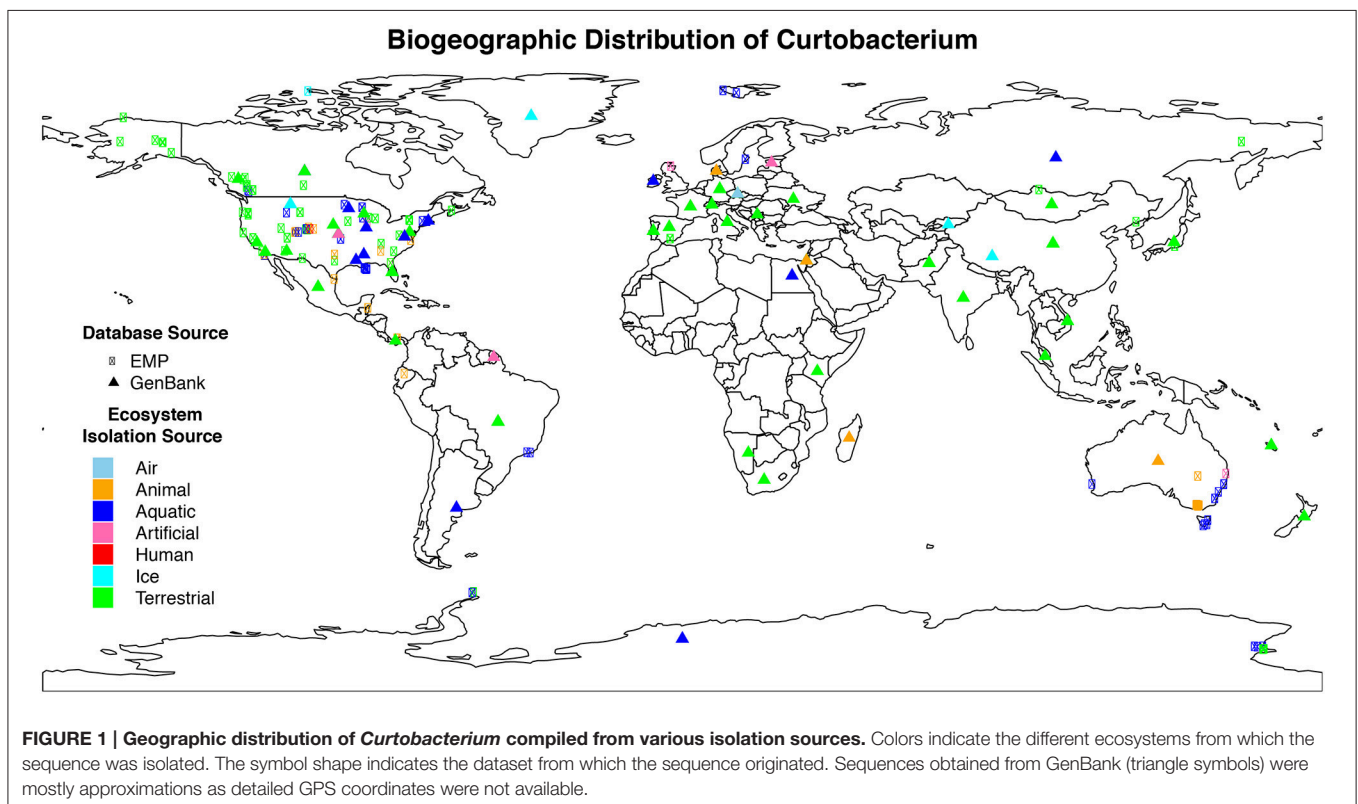 Biogeographic Distribution of Curtobacterium
Database Source
EMP
GenBank
Ecosystem
Isolation Source
Air
Animal
Aquatic
Artificial
Human
Ice
Terrestrial
FIGURE 1 | Geographic distribution of Curtobacterium compiled from various isolation sources. Colors indicate the different ecosystems from which the
sequence was isolated. The symbol shape indicates the dataset from which the sequence originated. Sequences obtained from GenBank (triangle symbols) were
mostly approximations as detailed GPS coordinates were not available.